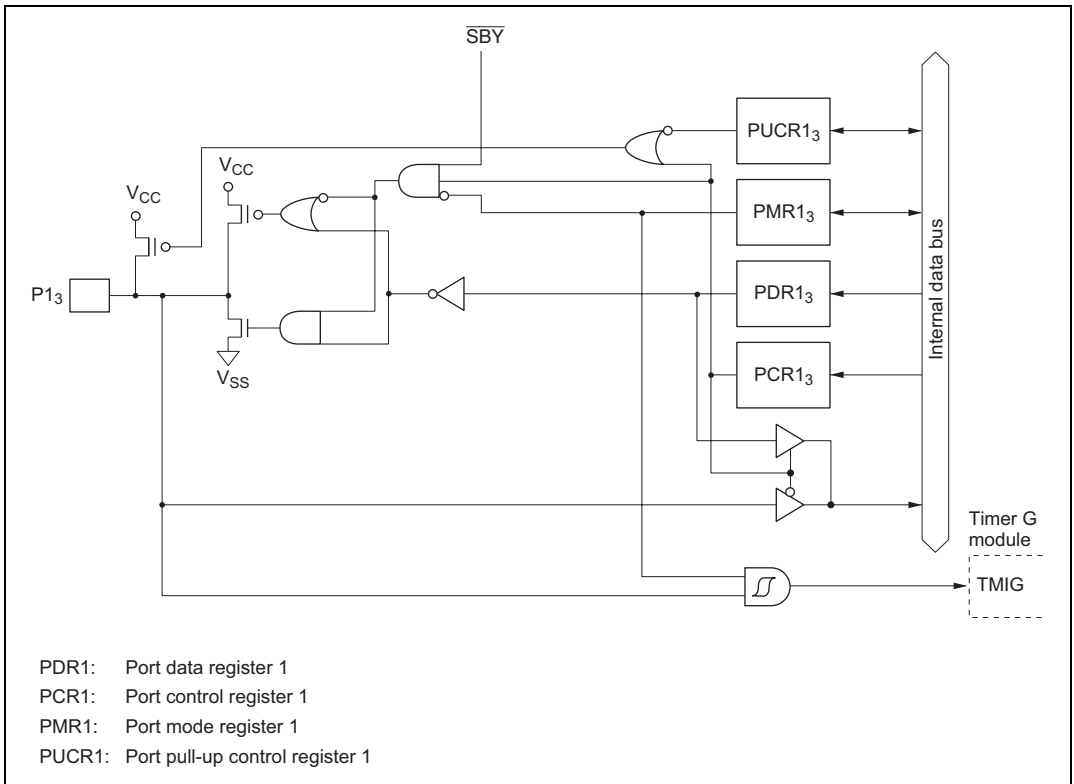 SBY
PUCR13
VCC
VCC
PMR13
P13
PDR13
Internal data bus
VSS
PCR13
Timer G
module
TMIG
PDR1: Port data register 1
PCR1: Port control register 1
PMR1: Port mode register 1
PUCR1: Port pull-up control register 1